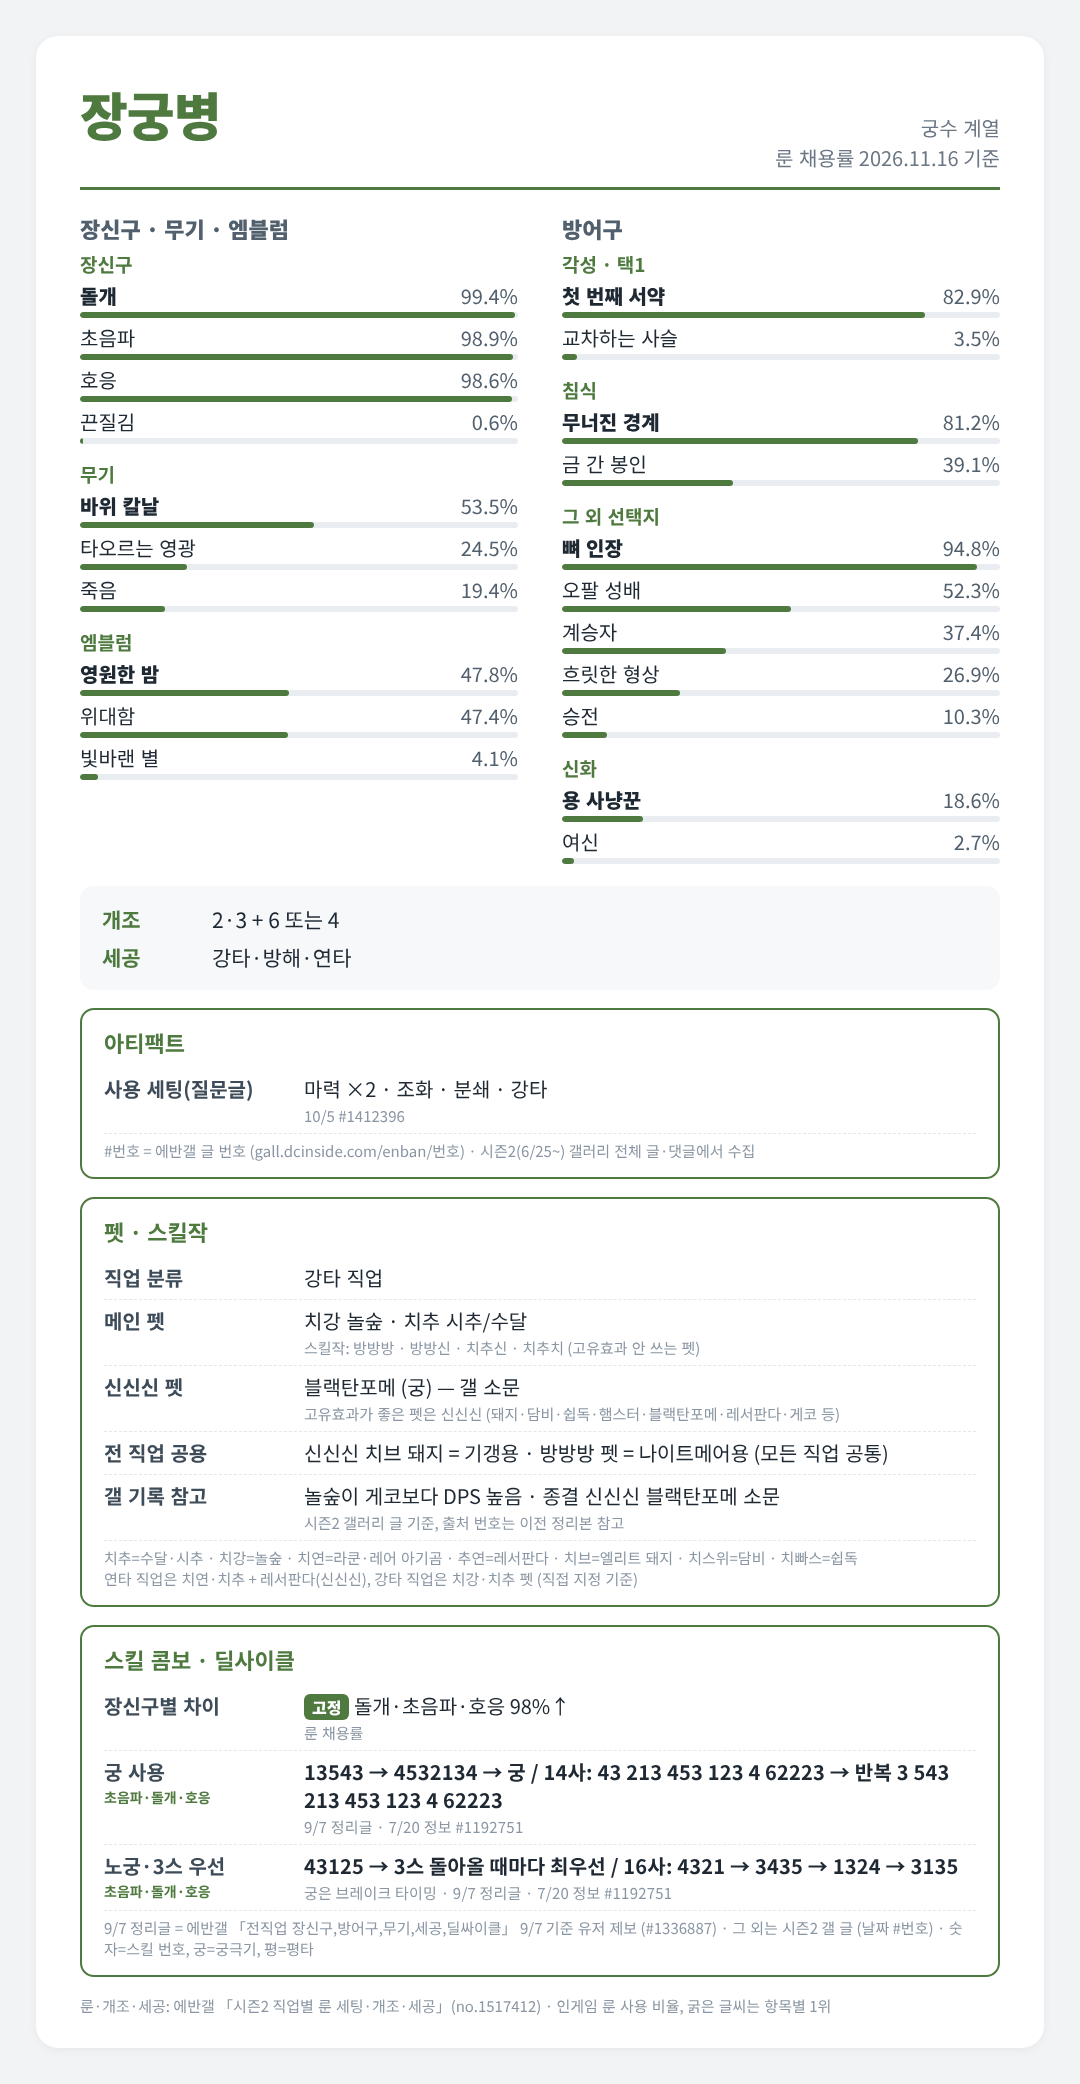 장궁병
궁수 계열
룬 채용률 2026.11.16 기준
장신구 · 무기 · 엠블럼
장신구
돌개 99.4%
초음파 98.9%
호응 98.6%
끈질김 0.6%
무기
바위 칼날 53.5%
타오르는 영광 24.5%
죽음 19.4%
엠블럼
영원한 밤 47.8%
위대함 47.4%
빛바랜 별 4.1%
방어구
각성 · 택1
첫 번째 서약 82.9%
교차하는 사슬 3.5%
침식
무너진 경계 81.2%
금 간 봉인 39.1%
그 외 선택지
뼈 인장 94.8%
오팔 성배 52.3%
계승자 37.4%
흐릿한 형상 26.9%
승전 10.3%
신화
용 사냥꾼 18.6%
여신 2.7%
개조 2·3 + 6 또는 4
세공 강타·방해·연타
아티팩트
사용 세팅(질문글) 마력 ×2 · 조화 · 분쇄 · 강타
10/5 #1412396
#번호 = 에반갤 글 번호 (gall.dcinside.com/enban/번호) · 시즌2(6/25~) 갤러리 전체 글·댓글에서 수집
펫 · 스킬작
직업 분류 강타 직업
메인 펫 치강 놀숲 · 치추 시추/수달
스킬작: 방방방 · 방방신 · 치추신 · 치추치 (고유효과 안 쓰는 펫)
신신신 펫 블랙탄포메 (궁) — 갤 소문
고유효과가 좋은 펫은 신신신 (돼지·담비·쉽독·햄스터·블랙탄포메·레서판다·게코 등)
전 직업 공용 신신신 치브 돼지 = 기갱용 · 방방방 펫 = 나이트메어용 (모든 직업 공통)
갤 기록 참고 놀숲이 게코보다 DPS 높음 · 종결 신신신 블랙탄포메 소문
시즌2 갤러리 글 기준, 출처 번호는 이전 정리본 참고
치추=수달·시추 · 치강=놀숲 · 치연=라쿤·레어 아기곰 · 추연=레서판다 · 치브=엘리트 돼지 · 치스위=담비 · 치빠스=쉽독
연타 직업은 치연·치추 + 레서판다(신신신), 강타 직업은 치강·치추 펫 (직접 지정 기준)
스킬 콤보 · 딜사이클
장신구별 차이 고정 돌개·초음파·호응 98%↑
룬 채용률
궁 사용 13543 → 4532134 → 궁 / 14사: 43 213 453 123 4 62223 → 반복 3 543
초음파·돌개·호응 213 453 123 4 62223
9/7 정리글 · 7/20 정보 #1192751
노궁·3스 우선 43125 → 3스 돌아올 때마다 최우선 / 16사: 4321 → 3435 → 1324 → 3135
초음파·돌개·호응 궁은 브레이크 타이밍 · 9/7 정리글 · 7/20 정보 #1192751
9/7 정리글 = 에반갤 「전직업 장신구,방어구,무기,세공,딜싸이클」 9/7 기준 유저 제보 (#1336887) · 그 외는 시즌2 갤 글 (날짜 #번호) · 숫
자=스킬 번호, 궁=궁극기, 평=평타
룬·개조·세공: 에반갤 「시즌2 직업별 룬 세팅·개조·세공」(no.1517412) · 인게임 룬 사용 비율, 굵은 글씨는 항목별 1위